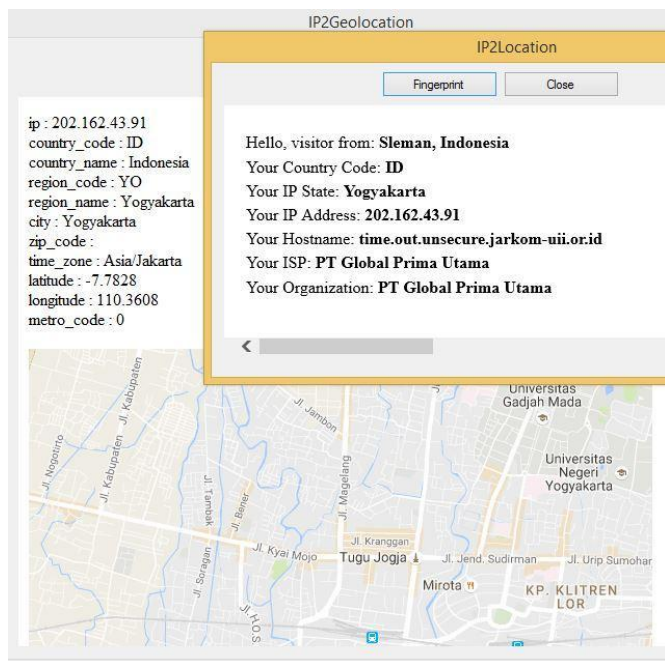 IP2Geolocation
IP2Location
Fingerprint
Close
ip : 202.162.43.91
country_code : ID
country_name : Indonesia
region_code : YO
region_name : Yogyakarta
city : Yogyakarta
zip_code :
time_zone : Asia/Jakarta
latitude : -7.7828
longitude : 110.3608
metro_code : 0
Hello, visitor from: Sleman, Indonesia
Your Country Code: ID
Your IP State: Yogyakarta
Your IP Address: 202.162.43.91
Your Hostname: time.out.unsecure.jarkom-uii.or.id
Your ISP: PT Global Prima Utama
Your Organization: PT Global Prima Utama
Jl. Kabupaten
Universitas
Gadjah Mada
Jl. Jambon
Jl. Nogotirto
Jl. Kabupaten
Jl. Magelang
Universitas
Negeri
Yogyakarta
Jl. Tambak
Jl. Bener
Jl. Kranggan
Jl. Kyai Mojo
Tugu Jogja
Jl. Jend. Sudirman
Jl. Urip Sumohar
Jl. Soragan
Mirota
KP. KLITREN
LOR
Jl. H.O.S